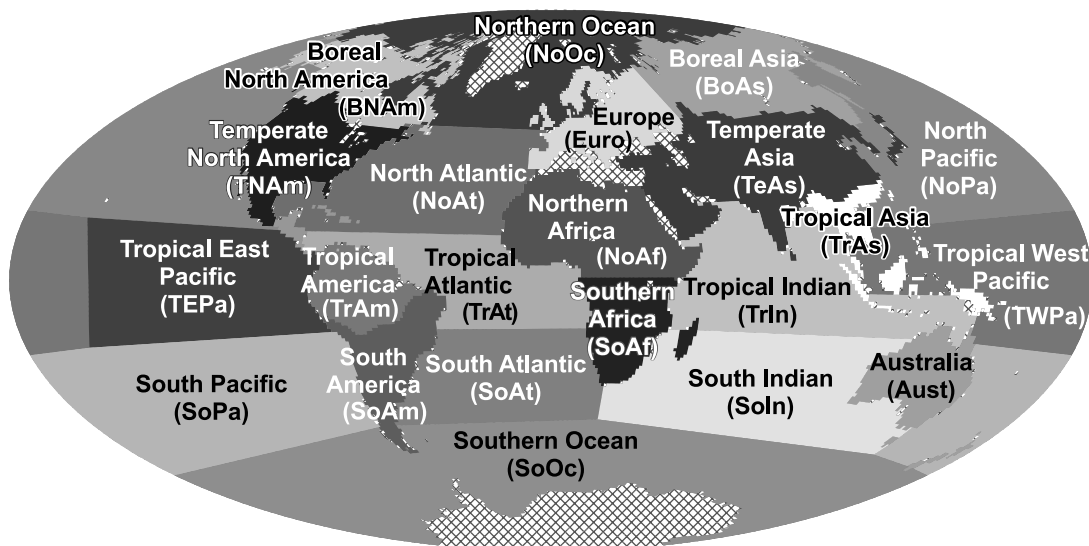 Northern Ocean
(NoOc)
Boreal
North America
(BNAm)
Boreal Asia
(BoAs)
Europe
(Euro)
Temperate
North America
(TNAm)
Temperate
Asia
(TeAs)
North
Pacific
(NoPa)
North Atlantic
(NoAt)
Northern
Africa
(NoAf)
Tropical Asia
(TrAs)
Tropical East
Pacific
(TEPa)
Tropical
America
(TrAm)
Tropical
Atlantic
(TrAt)
Southern
Africa
(SoAf)
Tropical Indian
(TrIn)
Tropical West
Pacific
(TWPa)
South Pacific
(SoPa)
South
America
(SoAm)
South Atlantic
(SoAt)
South Indian
(SoIn)
Australia
(Aust)
Southern Ocean
(SoOc)